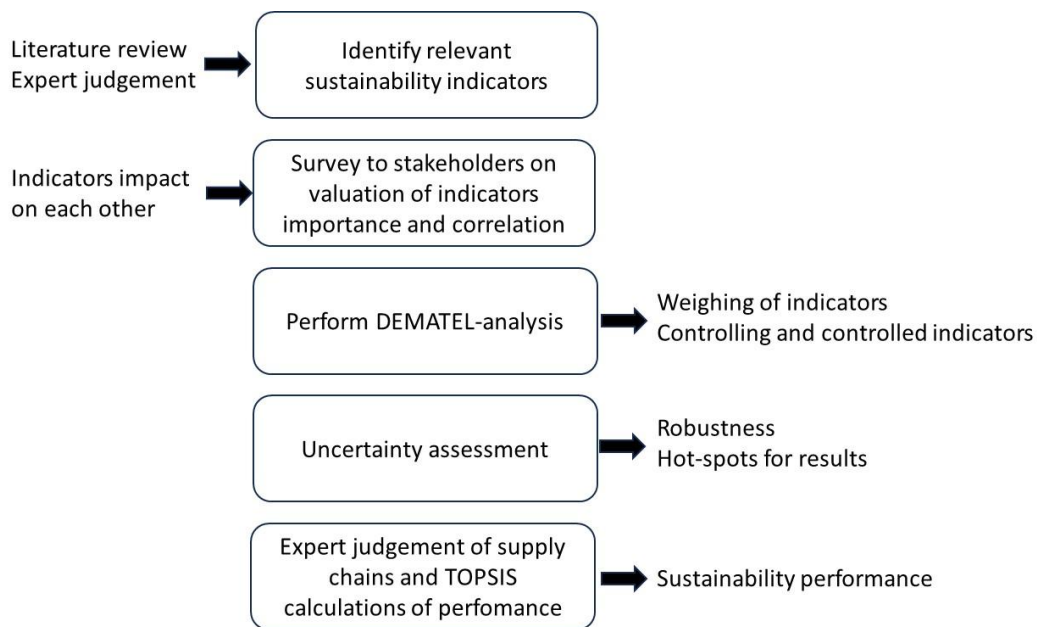 Literature review
Expert judgement
Identify relevant
sustainability indicators
Indicators impact
on each other
Survey to stakeholders on
valuation of indicators
importance and correlation
Perform DEMATEL-analysis
Weighing of indicators
Controlling and controlled indicators
Uncertainty assessment
Robustness
Hot-spots for results
Expert judgement of supply
chains and TOPSIS
calculations of perfomance
Sustainability performance